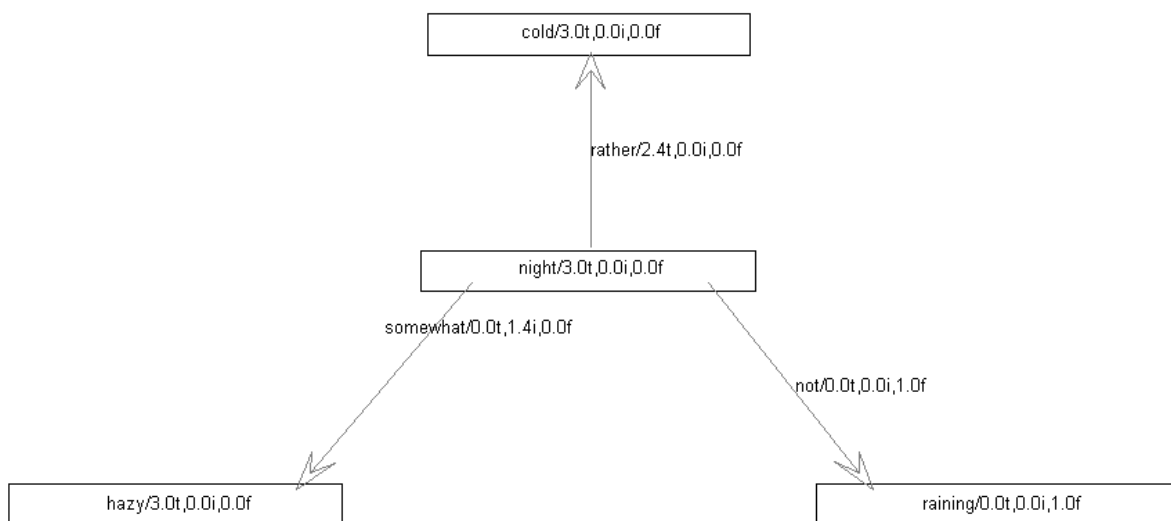 cold/3.0t,0.0i,0.0f
rather/2.4t,0.0i,0.0f
night/3.0t,0.0i,0.0f
somewhat/0.0t,1.4i,0.0f
not/0.0t,0.0i,1.0f
hazy/3.0t,0.0i,0.0f
raining/0.0t,0.0i,1.0f